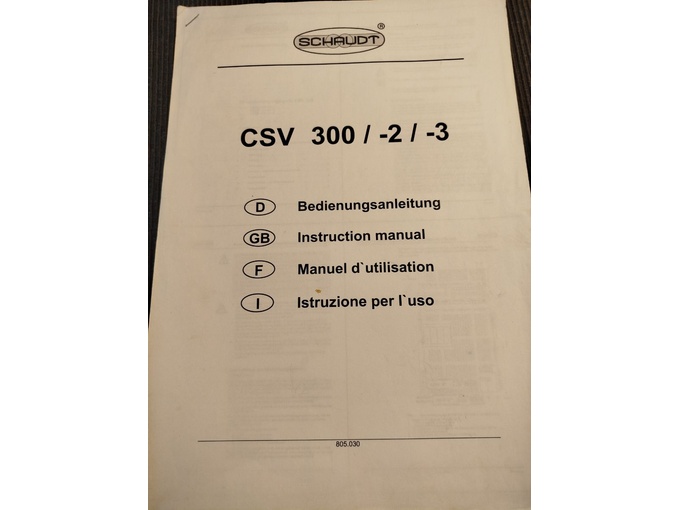 SCHAUDT ®
CSV 300 / -2 / -3
D Bedienungsanleitung
GB Instruction manual
F Manuel d`utilisation
I Istruzione per l`uso
805.030